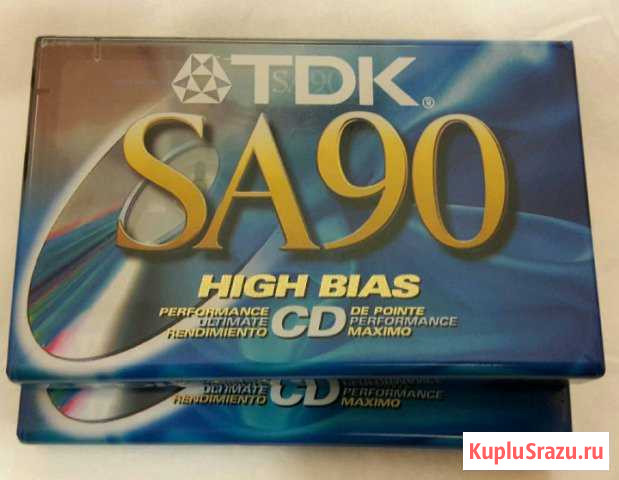 TDK®
SA90
SA90
HIGH BIAS
PERFORMANCE CD DE POINTE
ULTIMATE PERFORMANCE
RENDIMIENTO MAXIMO
ULTIMATE CD PERFORMANCE
RENDIMIENTO MAXIMO
KupluSrazu.ru